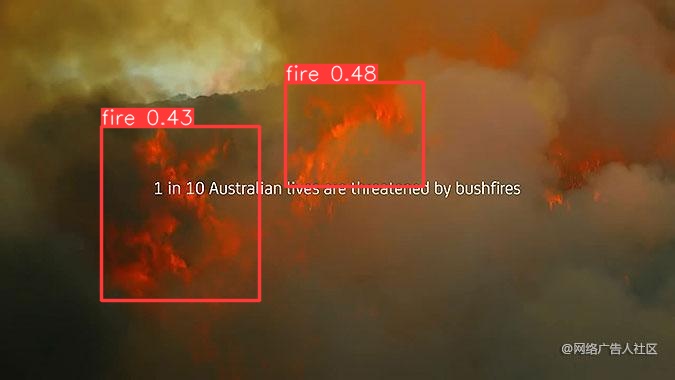 fire 0.48
fire 0.43
1 in 10 Australian lives are threatened by bushfires
@网络广告人社区